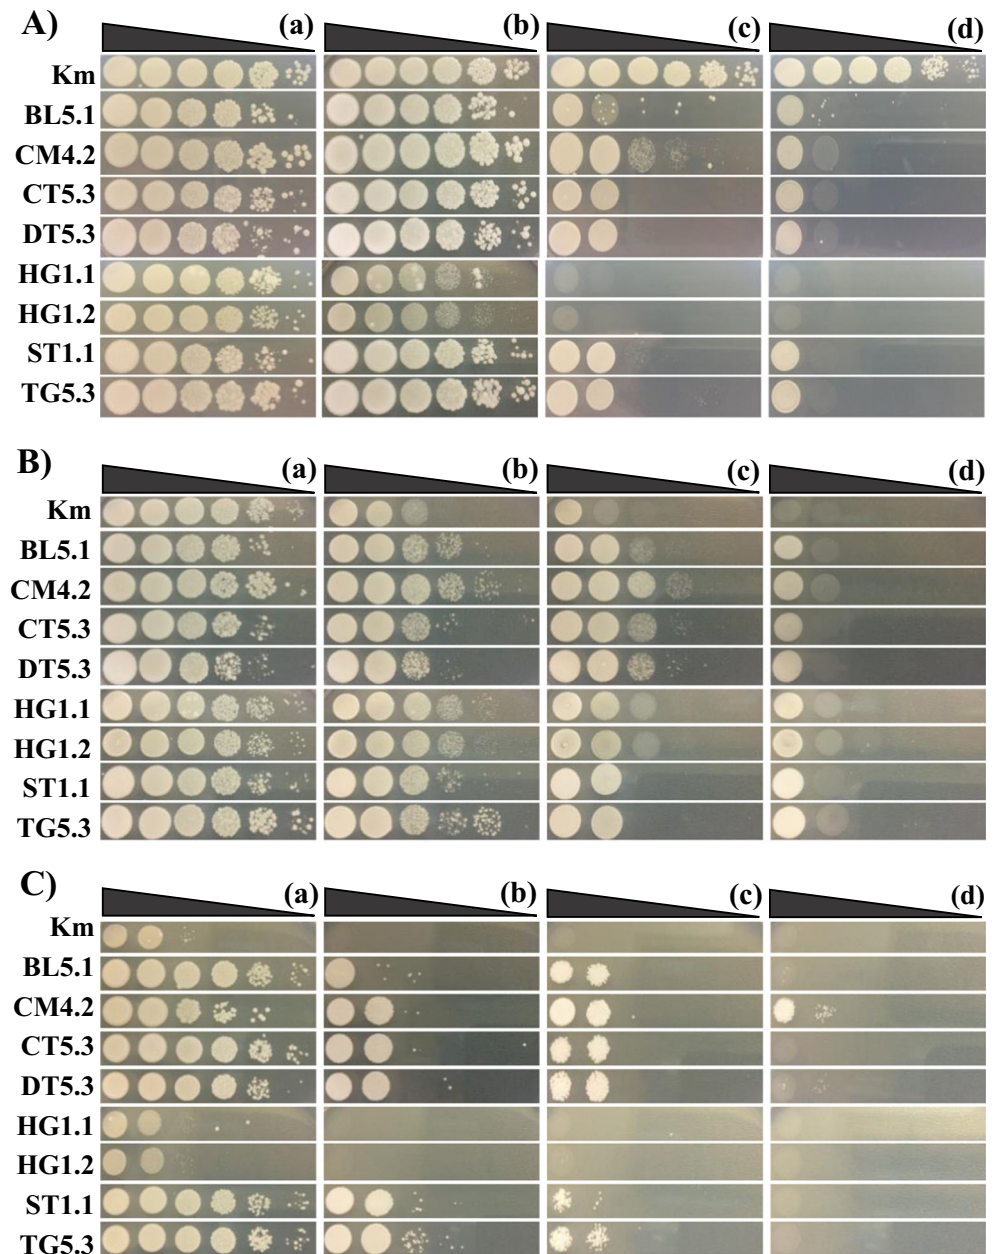 A) (a) (b) (c) (d)
Km
BL5.1
CM4.2
CT5.3
DT5.3
HG1.1
HG1.2
ST1.1
TG5.3
B) (a) (b) (c) (d)
Km
BL5.1
CM4.2
CT5.3
DT5.3
HG1.1
HG1.2
ST1.1
TG5.3
C) (a) (b) (c) (d)
Km
BL5.1
CM4.2
CT5.3
DT5.3
HG1.1
HG1.2
ST1.1
TG5.3